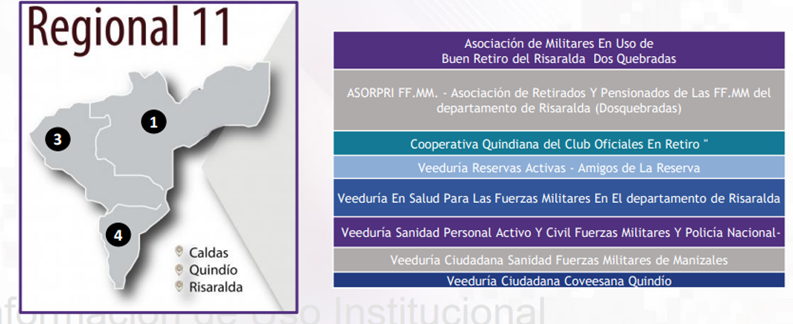 Regional 11
1
3
4
Caldas
Quindío
Risaralda
Asociación de Militares En Uso de
Buen Retiro del Risaralda Dos Quebradas
ASORPRI FF.MM. - Asociación de Retirados Y Pensionados de Las FF.MM del
departamento de Risaralda (Dosquebradas)
Cooperativa Quindiana del Club Oficiales En Retiro "
Veeduría Reservas Activas - Amigos de La Reserva
Veeduría En Salud Para Las Fuerzas Militares En El departamento de Risaralda
Veeduría Sanidad Personal Activo Y Civil Fuerzas Militares Y Policía Nacional-
Veeduría Ciudadana Sanidad Fuerzas Militares de Manizales
Veeduría Ciudadana Coveesana Quindío
nformación de Uso Institucional